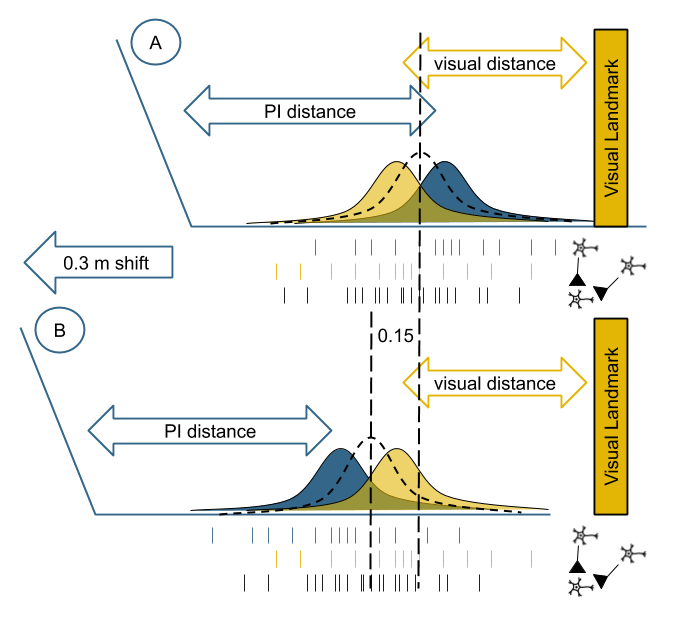 A
visual distance
PI distance
Visual Landmark
0.3 m shift
B
0.15
visual distance
PI distance
Visual Landmark